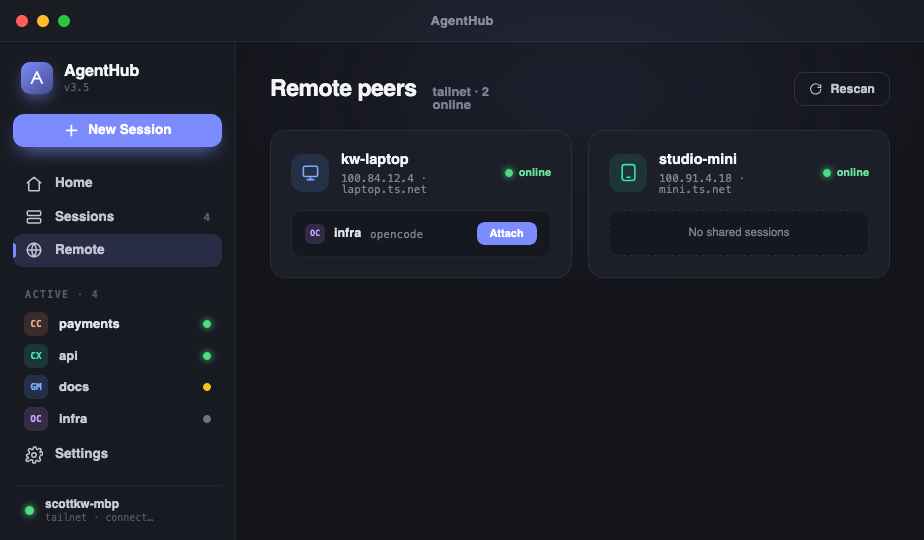 AgentHub
A
AgentHub
v3.5
New Session
Home
Sessions 4
Remote
ACTIVE · 4
CC payments
CX api
GM docs
OC infra
Settings
scottkw-mbp
tailnet · connect…
Remote peers
tailnet · 2
online
Rescan
kw-laptop
100.84.12.4 ·
laptop.ts.net
online
OC infra opencode
Attach
studio-mini
100.91.4.18 ·
mini.ts.net
online
No shared sessions